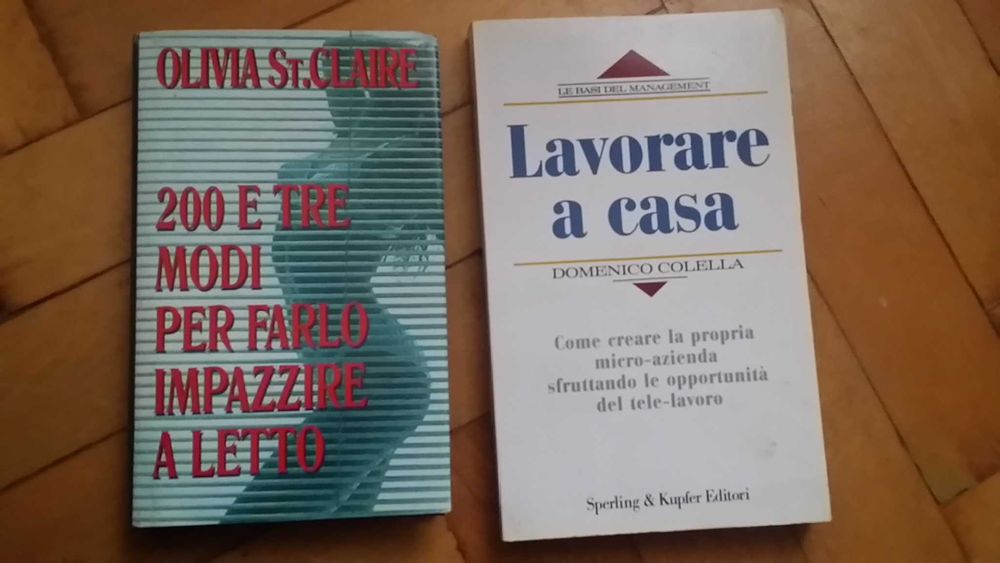 OLIVIA ST.CLAIRE
200 E TRE
MODI
PER FARLO
IMPAZZIRE
A LETTO
LE BASI DEL MANAGEMENT
Lavorare
a casa
DOMENICO COLELLA
Come creare la propria
micro-azienda
sfruttando le opportunità
del tele-lavoro
Sperling & Kupfer Editori